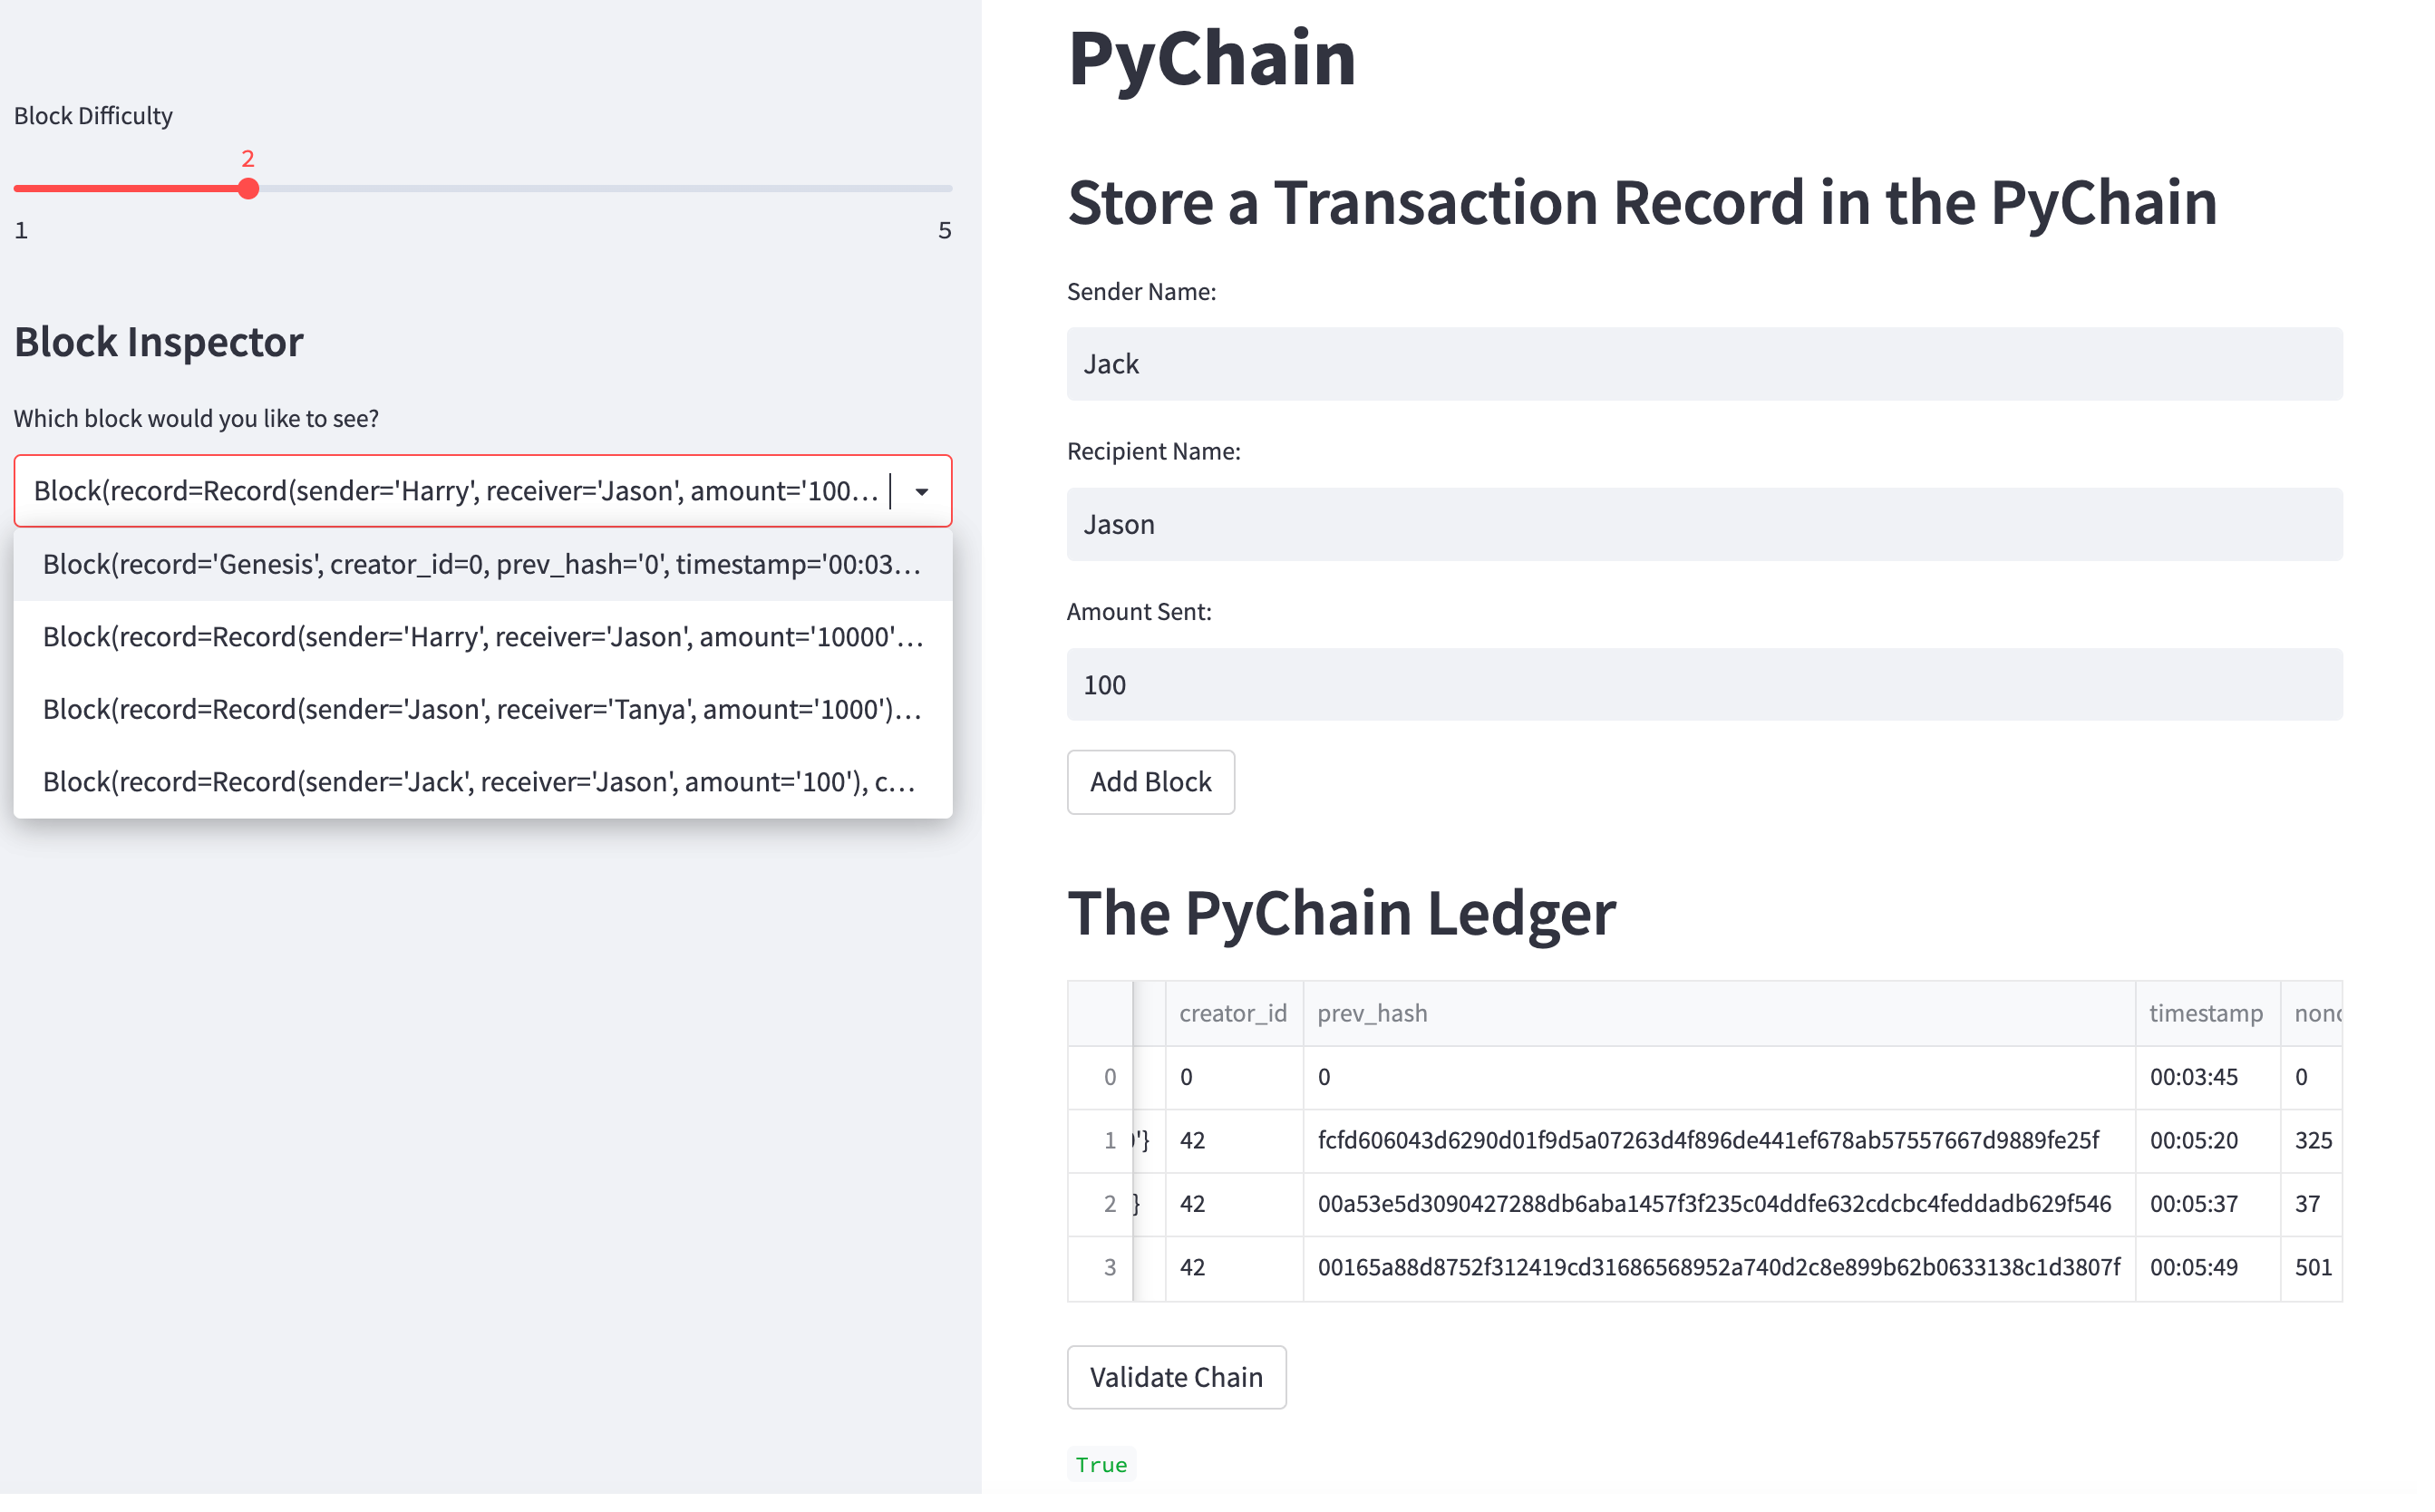 Block Difficulty
2
1 5
Block Inspector
Which block would you like to see?
Block(record=Record(sender='Harry', receiver='Jason', amount='100...
Block(record='Genesis', creator_id=0, prev_hash='0', timestamp='00:03...
Block(record=Record(sender='Harry', receiver='Jason', amount='10000'...
Block(record=Record(sender='Jason', receiver='Tanya', amount='1000')...
Block(record=Record(sender='Jack', receiver='Jason', amount='100'), c...
PyChain
Store a Transaction Record in the PyChain
Sender Name:
Jack
Recipient Name:
Jason
Amount Sent:
100
Add Block
The PyChain Ledger
creator_id prev_hash timestamp
0 0 0 00:03:45 0
1 '} 42 fcfd606043d6290d01f9d5a07263d4f896de441ef678ab57557667d9889fe25f 00:05:20 325
2 } 42 00a53e5d3090427288db6aba1457f3f235c04ddfe632cdcbc4feddadb629f546 00:05:37 37
3 42 00165a88d8752f312419cd31686568952a740d2c8e899b62b0633138c1d3807f 00:05:49 501
Validate Chain
True